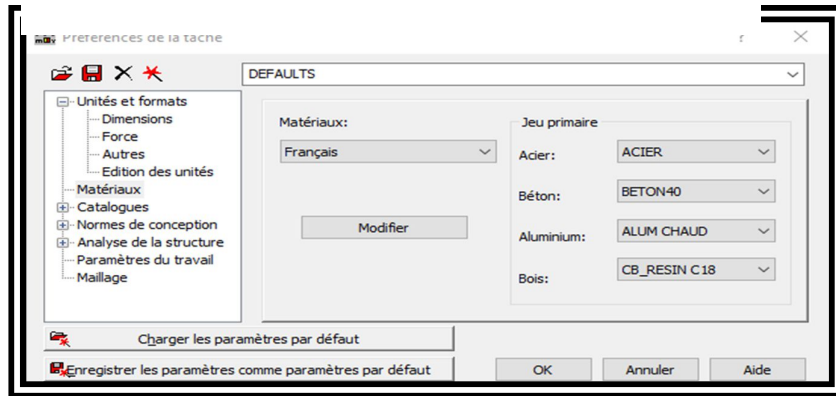 Préférences de la tâche
DEFAULTS
Unités et formats
Dimensions
Force
Autres
Edition des unités
Matériaux
Catalogues
Normes de conception
Analyse de la structure
Paramètres du travail
Maillage
Matériaux:
Français
Modifier
Jeu primaire
Acier:
ACIER
Béton:
BETON40
Aluminium:
ALUM CHAUD
Bois:
CB_RESIN C18
Charger les paramètres par défaut
Enregistrer les paramètres comme paramètres par défaut
OK
Annuler
Aide